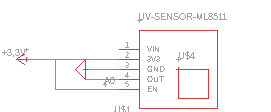 UV-SENSOR-ML8511
+3,3V
1 VIN
2 3V3
3 GND
4 OUT
5 EN
U$4
A0
U$1